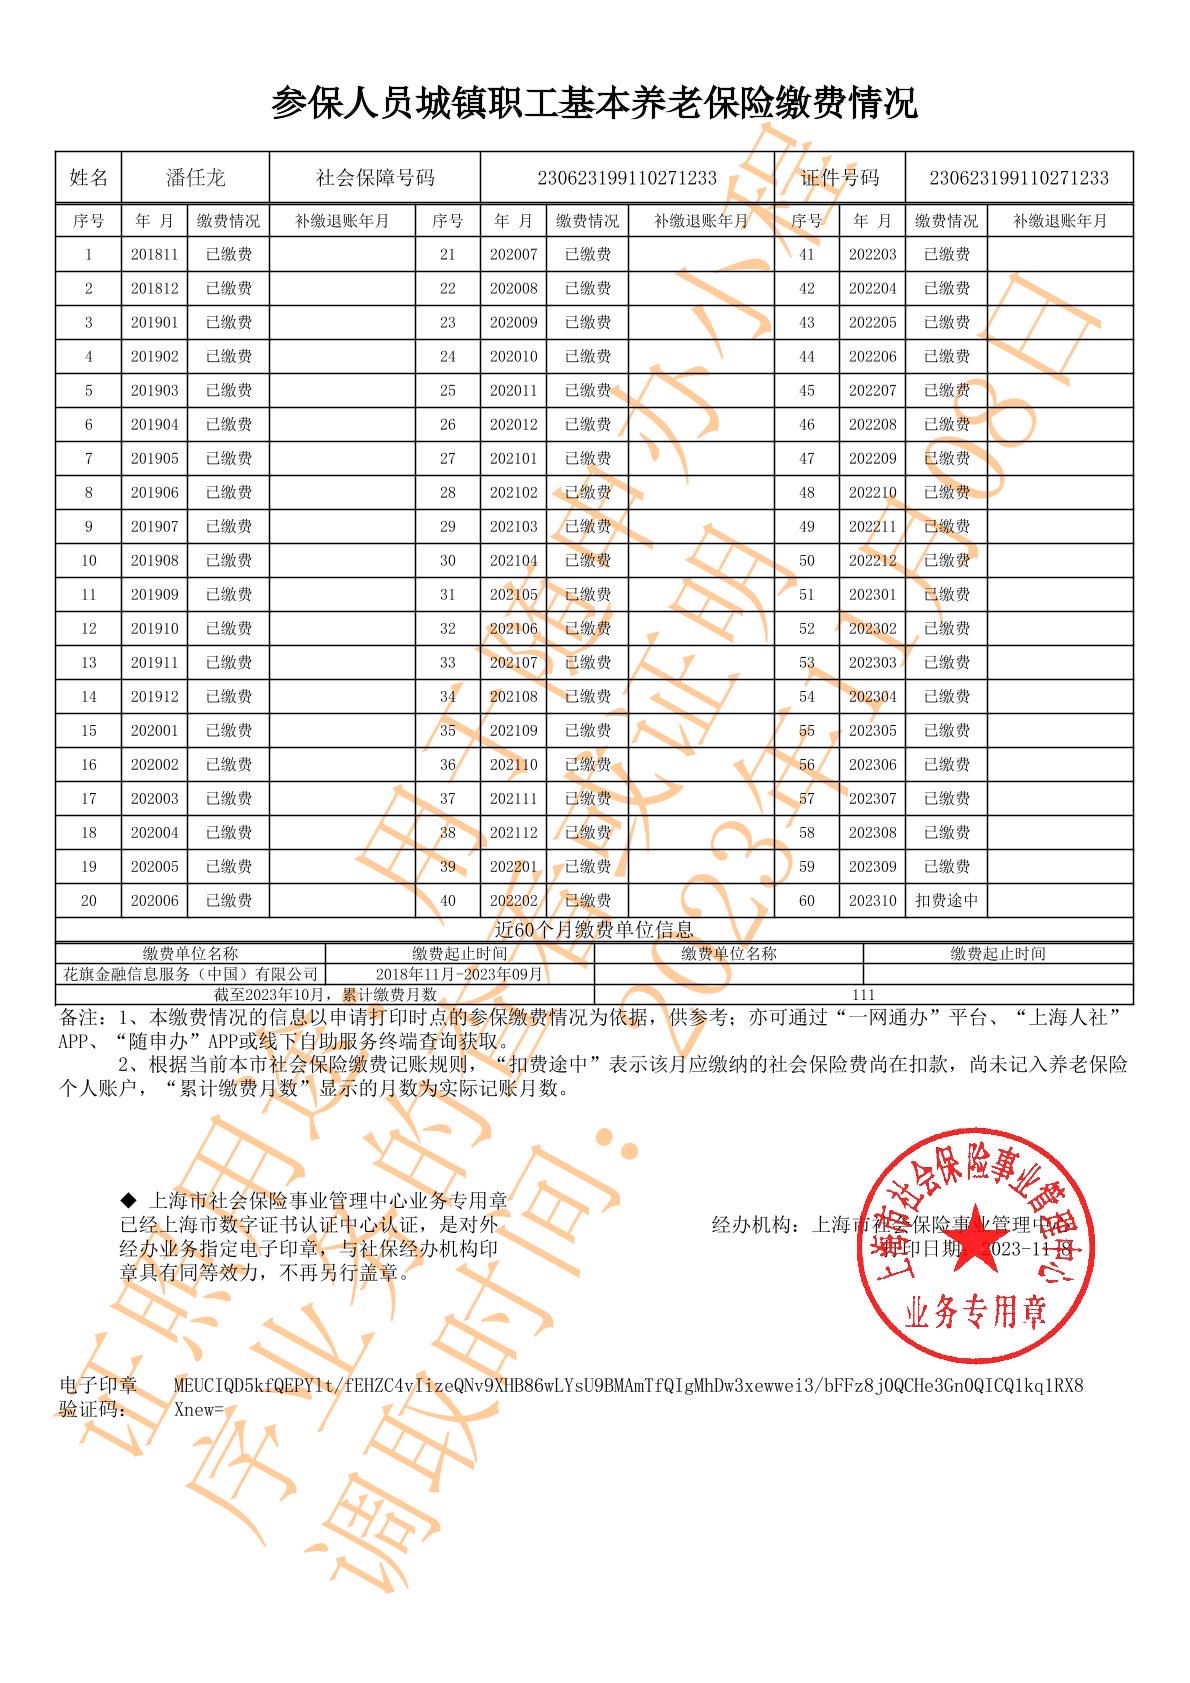 参保人员城镇职工基本养老保险缴费情况
姓名 潘任龙 社会保障号码 230623199110271233 证件号码 230623199110271233
序号 年 月 缴费情况 补缴退账年月 序号 年 月 缴费情况 补缴退账年月 序号 年 月 缴费情况 补缴退账年月
1 201811 已缴费 21 202007 已缴费 41 202203 已缴费
2 201812 已缴费 22 202008 已缴费 42 202204 已缴费
3 201901 已缴费 23 202009 已缴费 43 202205 已缴费
4 201902 已缴费 24 202010 已缴费 44 202206 已缴费
5 201903 已缴费 25 202011 已缴费 45 202207 已缴费
6 201904 已缴费 26 202012 已缴费 46 202208 已缴费
7 201905 已缴费 27 202101 已缴费 47 202209 已缴费
8 201906 已缴费 28 202102 已缴费 48 202210 已缴费
9 201907 已缴费 29 202103 已缴费 49 202211 已缴费
10 201908 已缴费 30 202104 已缴费 50 202212 已缴费
11 201909 已缴费 31 202105 已缴费 51 202301 已缴费
12 201910 已缴费 32 202106 已缴费 52 202302 已缴费
13 201911 已缴费 33 202107 已缴费 53 202303 已缴费
14 201912 已缴费 34 202108 已缴费 54 202304 已缴费
15 202001 已缴费 35 202109 已缴费 55 202305 已缴费
16 202002 已缴费 36 202110 已缴费 56 202306 已缴费
17 202003 已缴费 37 202111 已缴费 57 202307 已缴费
18 202004 已缴费 38 202112 已缴费 58 202308 已缴费
19 202005 已缴费 39 202201 已缴费 59 202309 已缴费
20 202006 已缴费 40 202202 已缴费 60 202310 扣费途中
近60个月缴费单位信息
缴费单位名称 缴费起止时间 缴费单位名称 缴费起止时间
花旗金融信息服务（中国）有限公司 2018年11月-2023年09月
截至2023年10月，累计缴费月数 111
备注：1、本缴费情况的信息以申请打印时点的参保缴费情况为依据，供参考；亦可通过“一网通办”平台、“上海人社”
APP、“随申办”APP或线下自助服务终端查询获取。
2、根据当前本市社会保险缴费记账规则，“扣费途中”表示该月应缴纳的社会保险费尚在扣款，尚未记入养老保险
个人账户，“累计缴费月数”显示的月数为实际记账月数。
◆ 上海市社会保险事业管理中心业务专用章
已经上海市数字证书认证中心认证，是对外
经办业务指定电子印章，与社保经办机构印
章具有同等效力，不再另行盖章。
经办机构：上海市社会保险事业管理中心
打印日期：2023-11-8
上海市社会保险事业管理中心
业务专用章
电子印章 MEUCIQD5kfQEPYlt/fEHZC4vIizeQNv9XHB86wLYsU9BMAmTfQIgMhDw3xewwei3/bFFz8j0QCHe3Gn0QICQ1kq1RX8
验证码： Xnew=
证照用途：用于随申办小程
序业务的查看或证明
调取时间：2023年11月08日